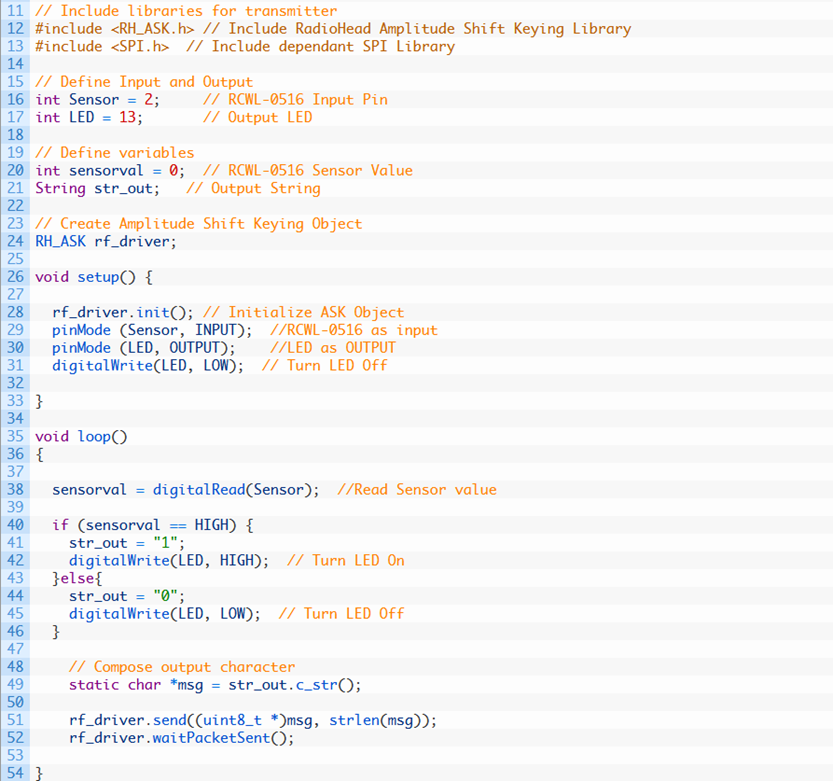 11 // Include libraries for transmitter
12 #include <RH_ASK.h> // Include RadioHead Amplitude Shift Keying Library
13 #include <SPI.h>  // Include dependant SPI Library
14
15 // Define Input and Output
16 int Sensor = 2;     // RCWL-0516 Input Pin
17 int LED = 13;       // Output LED
18
19 // Define variables
20 int sensorval = 0;  // RCWL-0516 Sensor Value
21 String str_out;   // Output String
22
23 // Create Amplitude Shift Keying Object
24 RH_ASK rf_driver;
25
26 void setup() {
27
28   rf_driver.init(); // Initialize ASK Object
29   pinMode (Sensor, INPUT);  //RCWL-0516 as input
30   pinMode (LED, OUTPUT);    //LED as OUTPUT
31   digitalWrite(LED, LOW);  // Turn LED Off
32
33 }
34
35 void loop()
36 {
37
38   sensorval = digitalRead(Sensor);  //Read Sensor value
39
40   if (sensorval == HIGH) {
41     str_out = "1";
42     digitalWrite(LED, HIGH);  // Turn LED On
43   }else{
44     str_out = "0";
45     digitalWrite(LED, LOW);  // Turn LED Off
46   }
47
48     // Compose output character
49     static char *msg = str_out.c_str();
50
51     rf_driver.send((uint8_t *)msg, strlen(msg));
52     rf_driver.waitPacketSent();
53
54 }